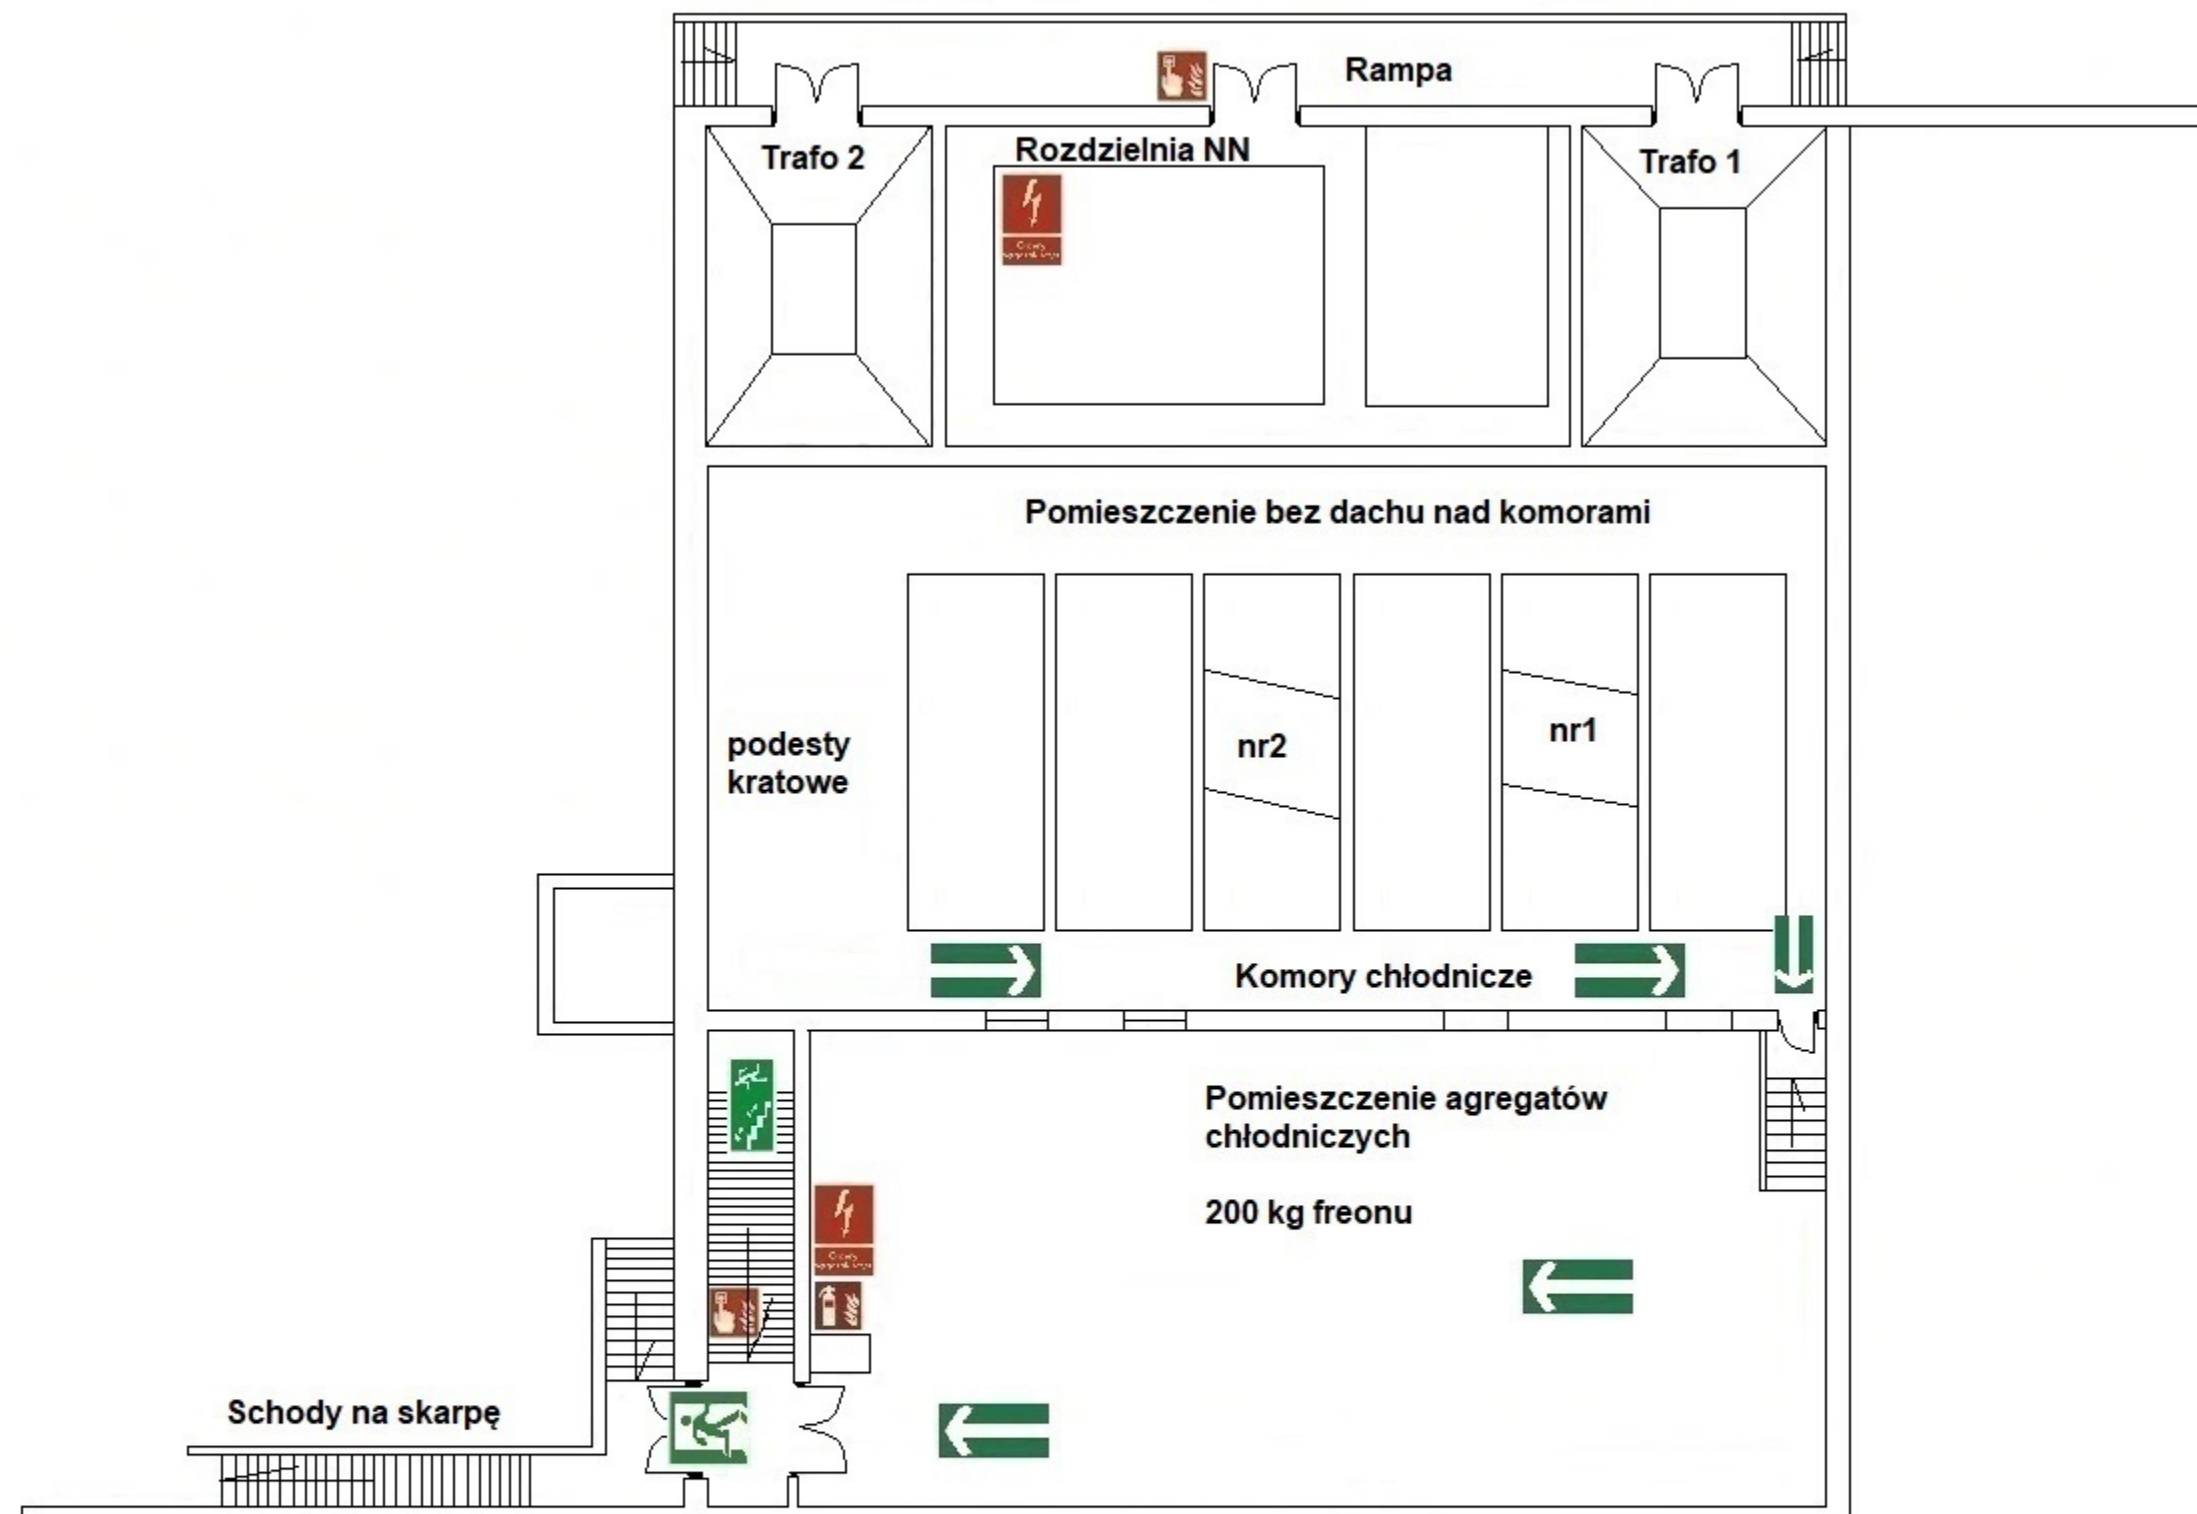 Rampa
Trafo 2
Rozdzielnia NN
Trafo 1
Pomieszczenie bez dachu nad komorami
podesty
kratowe
nr2
nr1
Komory chłodnicze
Pomieszczenie agregatów
chłodniczych
200 kg freonu
Schody na skarpę